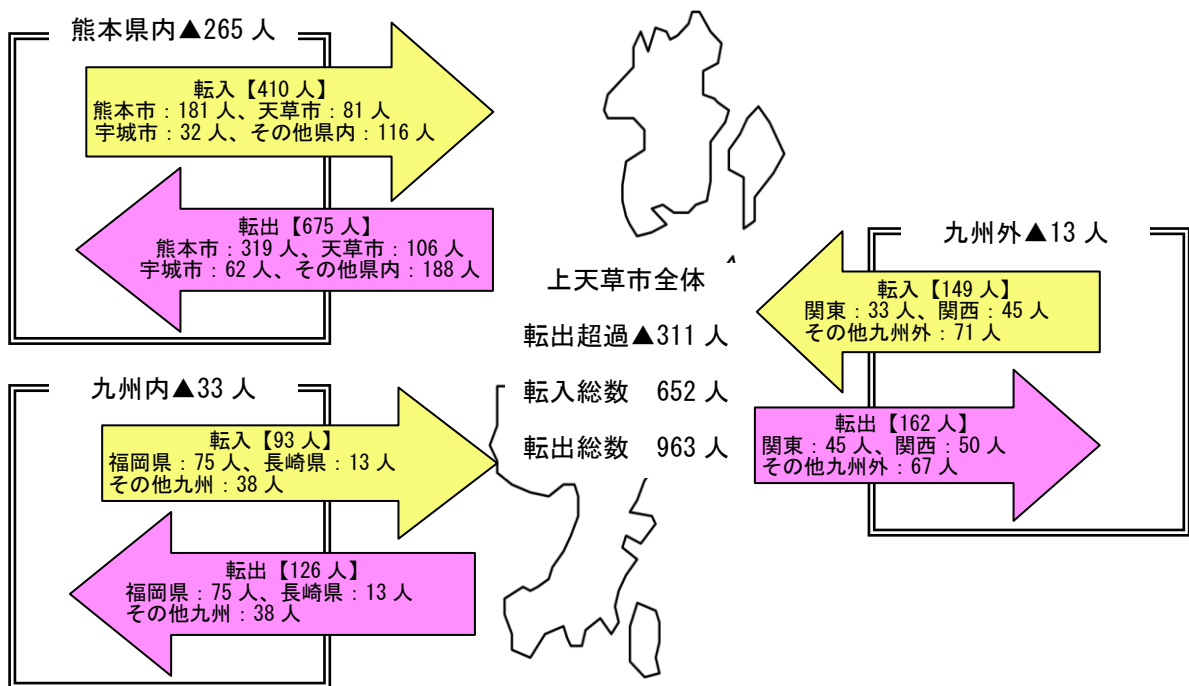 熊本県内▲265 人
転入【410 人】
熊本市：181 人、天草市：81 人
宇城市：32 人、その他県内：116 人
転出【675 人】
熊本市：319 人、天草市：106 人
宇城市：62 人、その他県内：188 人
九州外▲13 人
転入【149 人】
関東：33 人、関西：45 人
その他九州外：71 人
転出【162 人】
関東：45 人、関西：50 人
その他九州外：67 人
上天草市全体
転出超過▲311 人
転入総数　652 人
転出総数　963 人
九州内▲33 人
転入【93 人】
福岡県：75 人、長崎県：13 人
その他九州：38 人
転出【126 人】
福岡県：75 人、長崎県：13 人
その他九州：38 人